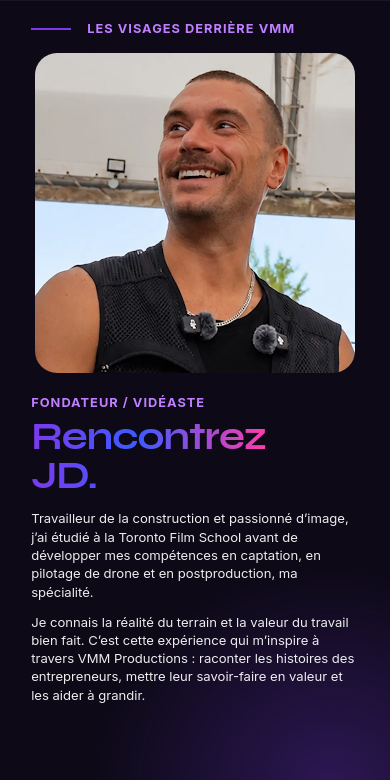 LES VISAGES DERRIÈRE VMM
FONDATEUR / VIDÉASTE
Rencontrez
JD.
Travailleur de la construction et passionné d’image,
j’ai étudié à la Toronto Film School avant de
développer mes compétences en captation, en
pilotage de drone et en postproduction, ma
spécialité.
Je connais la réalité du terrain et la valeur du travail
bien fait. C’est cette expérience qui m’inspire à
travers VMM Productions : raconter les histoires des
entrepreneurs, mettre leur savoir-faire en valeur et
les aider à grandir.